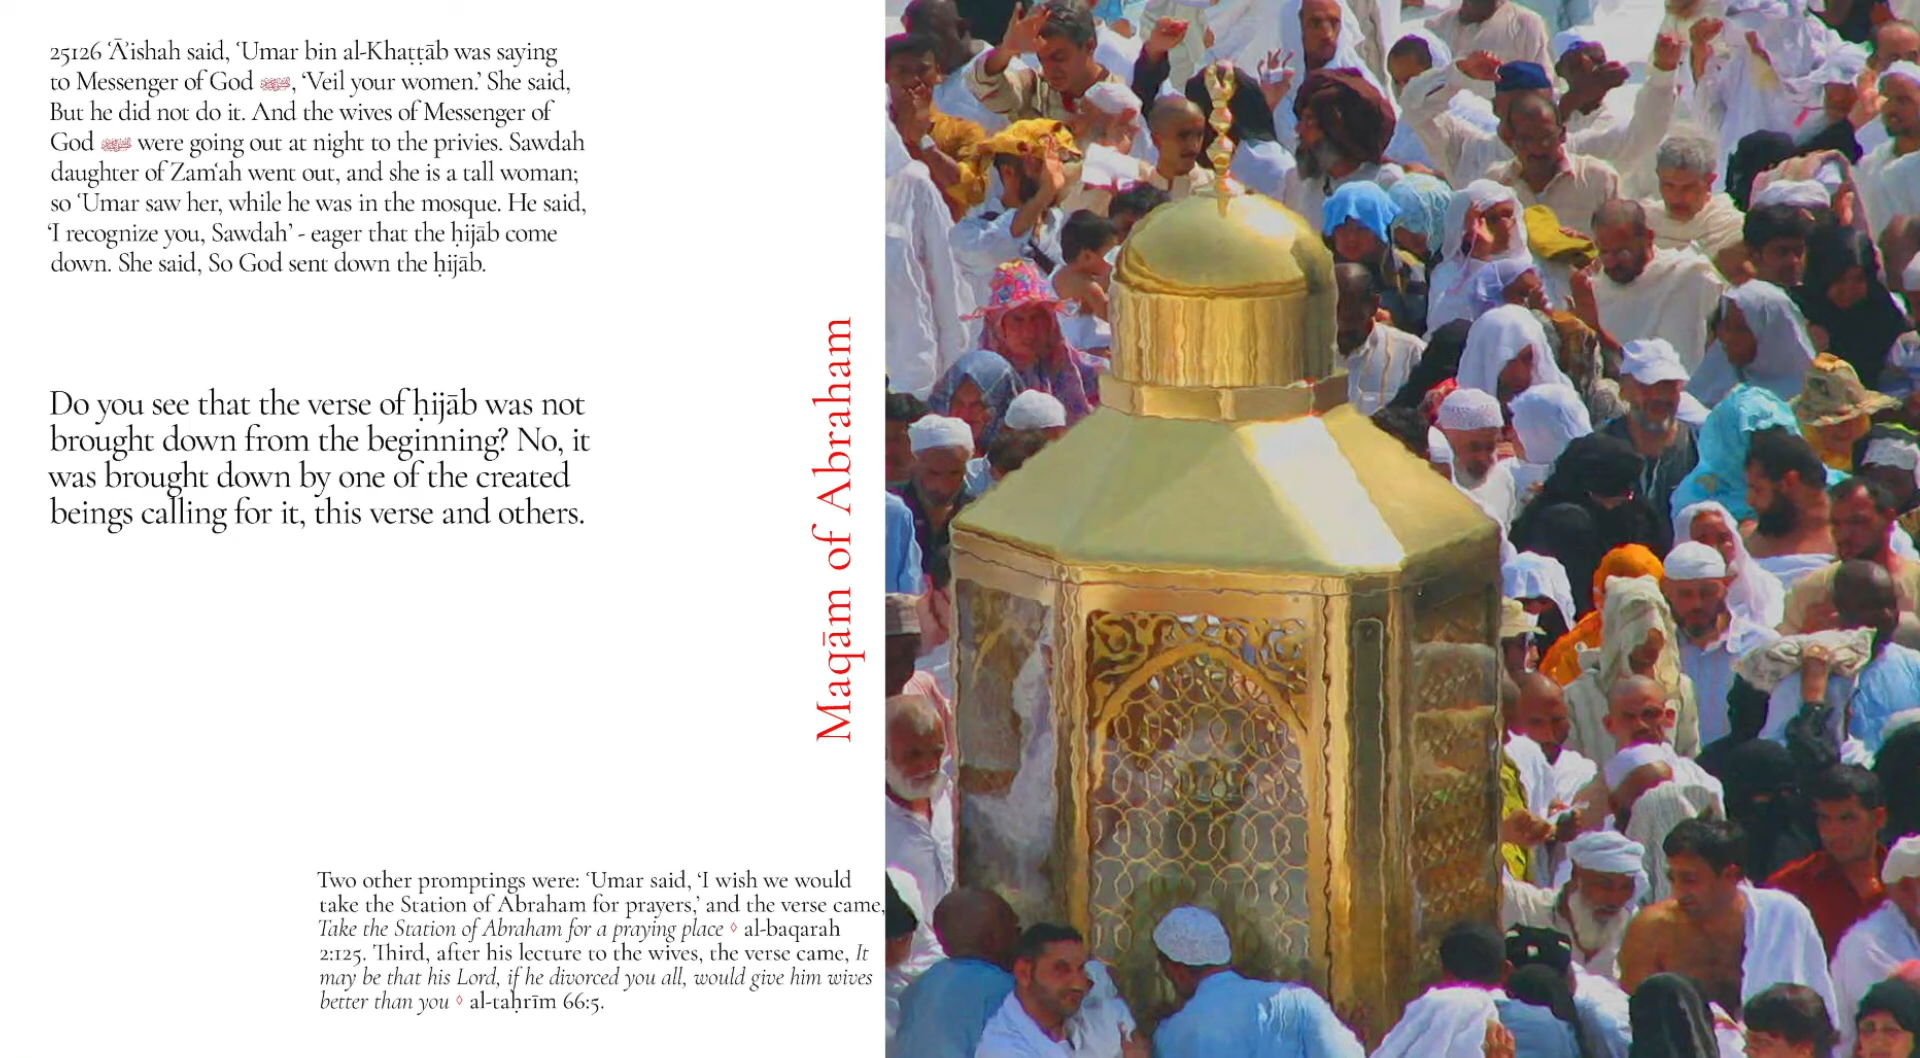 25126 ‘Ā’ishah said, ‘Umar bin al-Khaṭṭāb was saying
to Messenger of God ﷺ, ‘Veil your women.’ She said,
But he did not do it. And the wives of Messenger of
God ﷺ were going out at night to the privies. Sawdah
daughter of Zam‘ah went out, and she is a tall woman;
so ‘Umar saw her, while he was in the mosque. He said,
‘I recognize you, Sawdah’ - eager that the ḥijāb come
down. She said, So God sent down the ḥijāb.
Do you see that the verse of ḥijāb was not
brought down from the beginning? No, it
was brought down by one of the created
beings calling for it, this verse and others.
Maqām of Abraham
Two other promptings were: ‘Umar said, ‘I wish we would
take the Station of Abraham for prayers,’ and the verse came,
Take the Station of Abraham for a praying place ◊ al-baqarah
2:125. Third, after his lecture to the wives, the verse came, It
may be that his Lord, if he divorced you all, would give him wives
better than you ◊ al-taḥrīm 66:5.